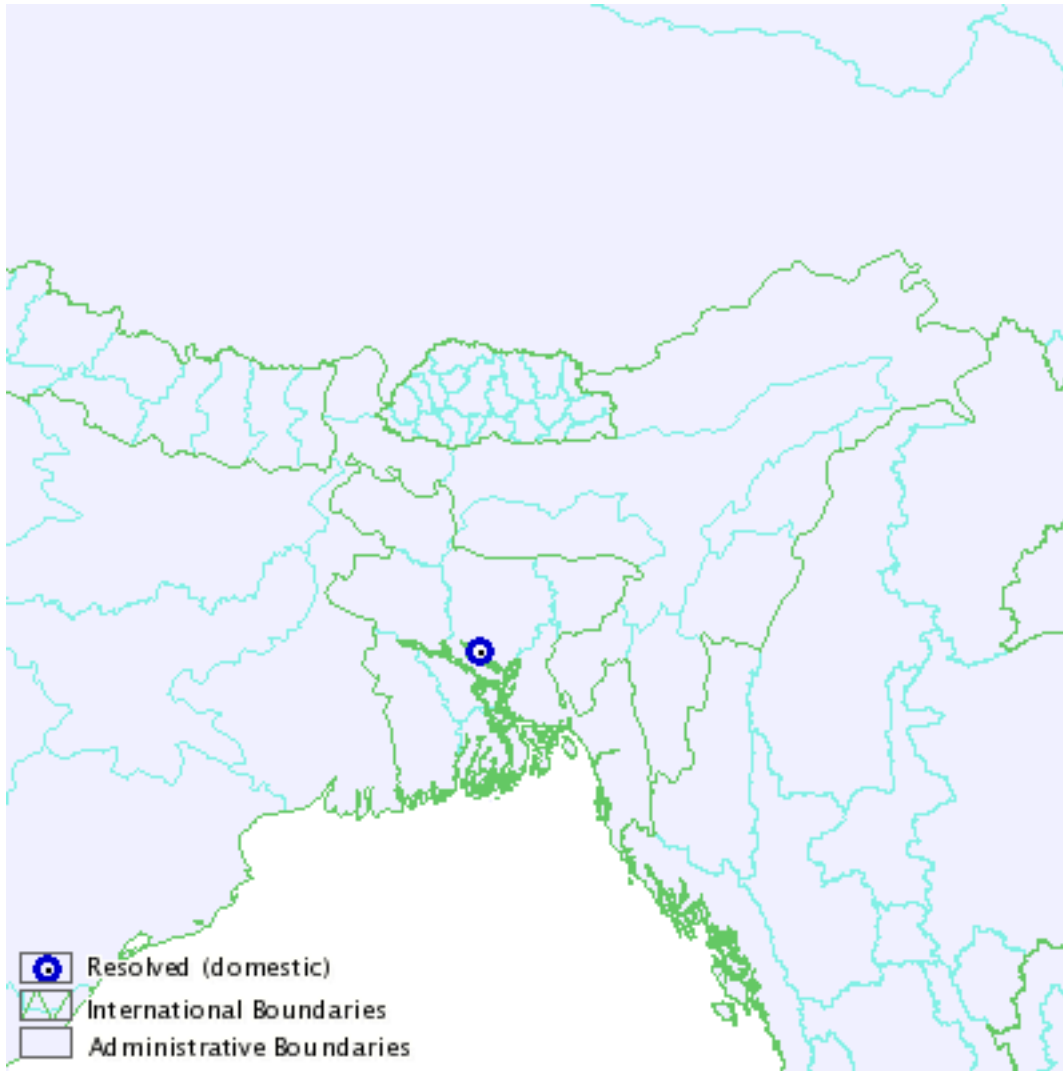 Resolved (domestic)
International Boundaries
Administrative Boundaries